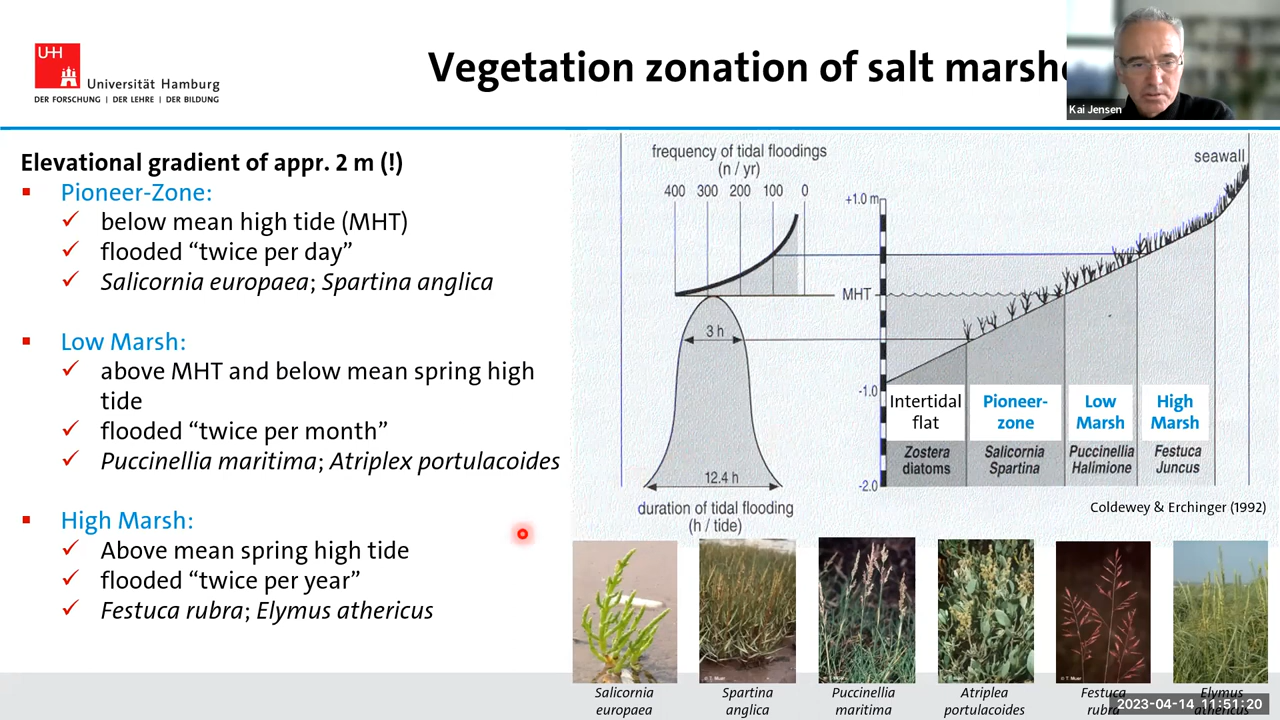 UHH
Universität Hamburg
DER FORSCHUNG | DER LEHRE | DER BILDUNG
Vegetation zonation of salt marshe
Kai Jensen
Elevational gradient of appr. 2 m (!)
Pioneer-Zone:
below mean high tide (MHT)
flooded “twice per day”
Salicornia europaea; Spartina anglica
Low Marsh:
above MHT and below mean spring high
tide
flooded “twice per month”
Puccinellia maritima; Atriplex portulacoides
High Marsh:
Above mean spring high tide
flooded “twice per year”
Festuca rubra; Elymus athericus
frequency of tidal floodings
(n / yr)
400 300 200 100 0
seawall
+1.0 m
MHT
3 h
-1.0
12.4 h
-2.0
duration of tidal flooding
(h / tide)
Intertidal
flat
Pioneer-
zone
Low
Marsh
High
Marsh
Zostera
diatoms
Salicornia
Spartina
Puccinellia
Halimione
Festuca
Juncus
Coldewey & Erchinger (1992)
Salicornia
europaea
Spartina
anglica
Puccinellia
maritima
Atriplea
portulacoides
Festuca
rubra
Elymus
athericus
2023-04-14 11:51:20